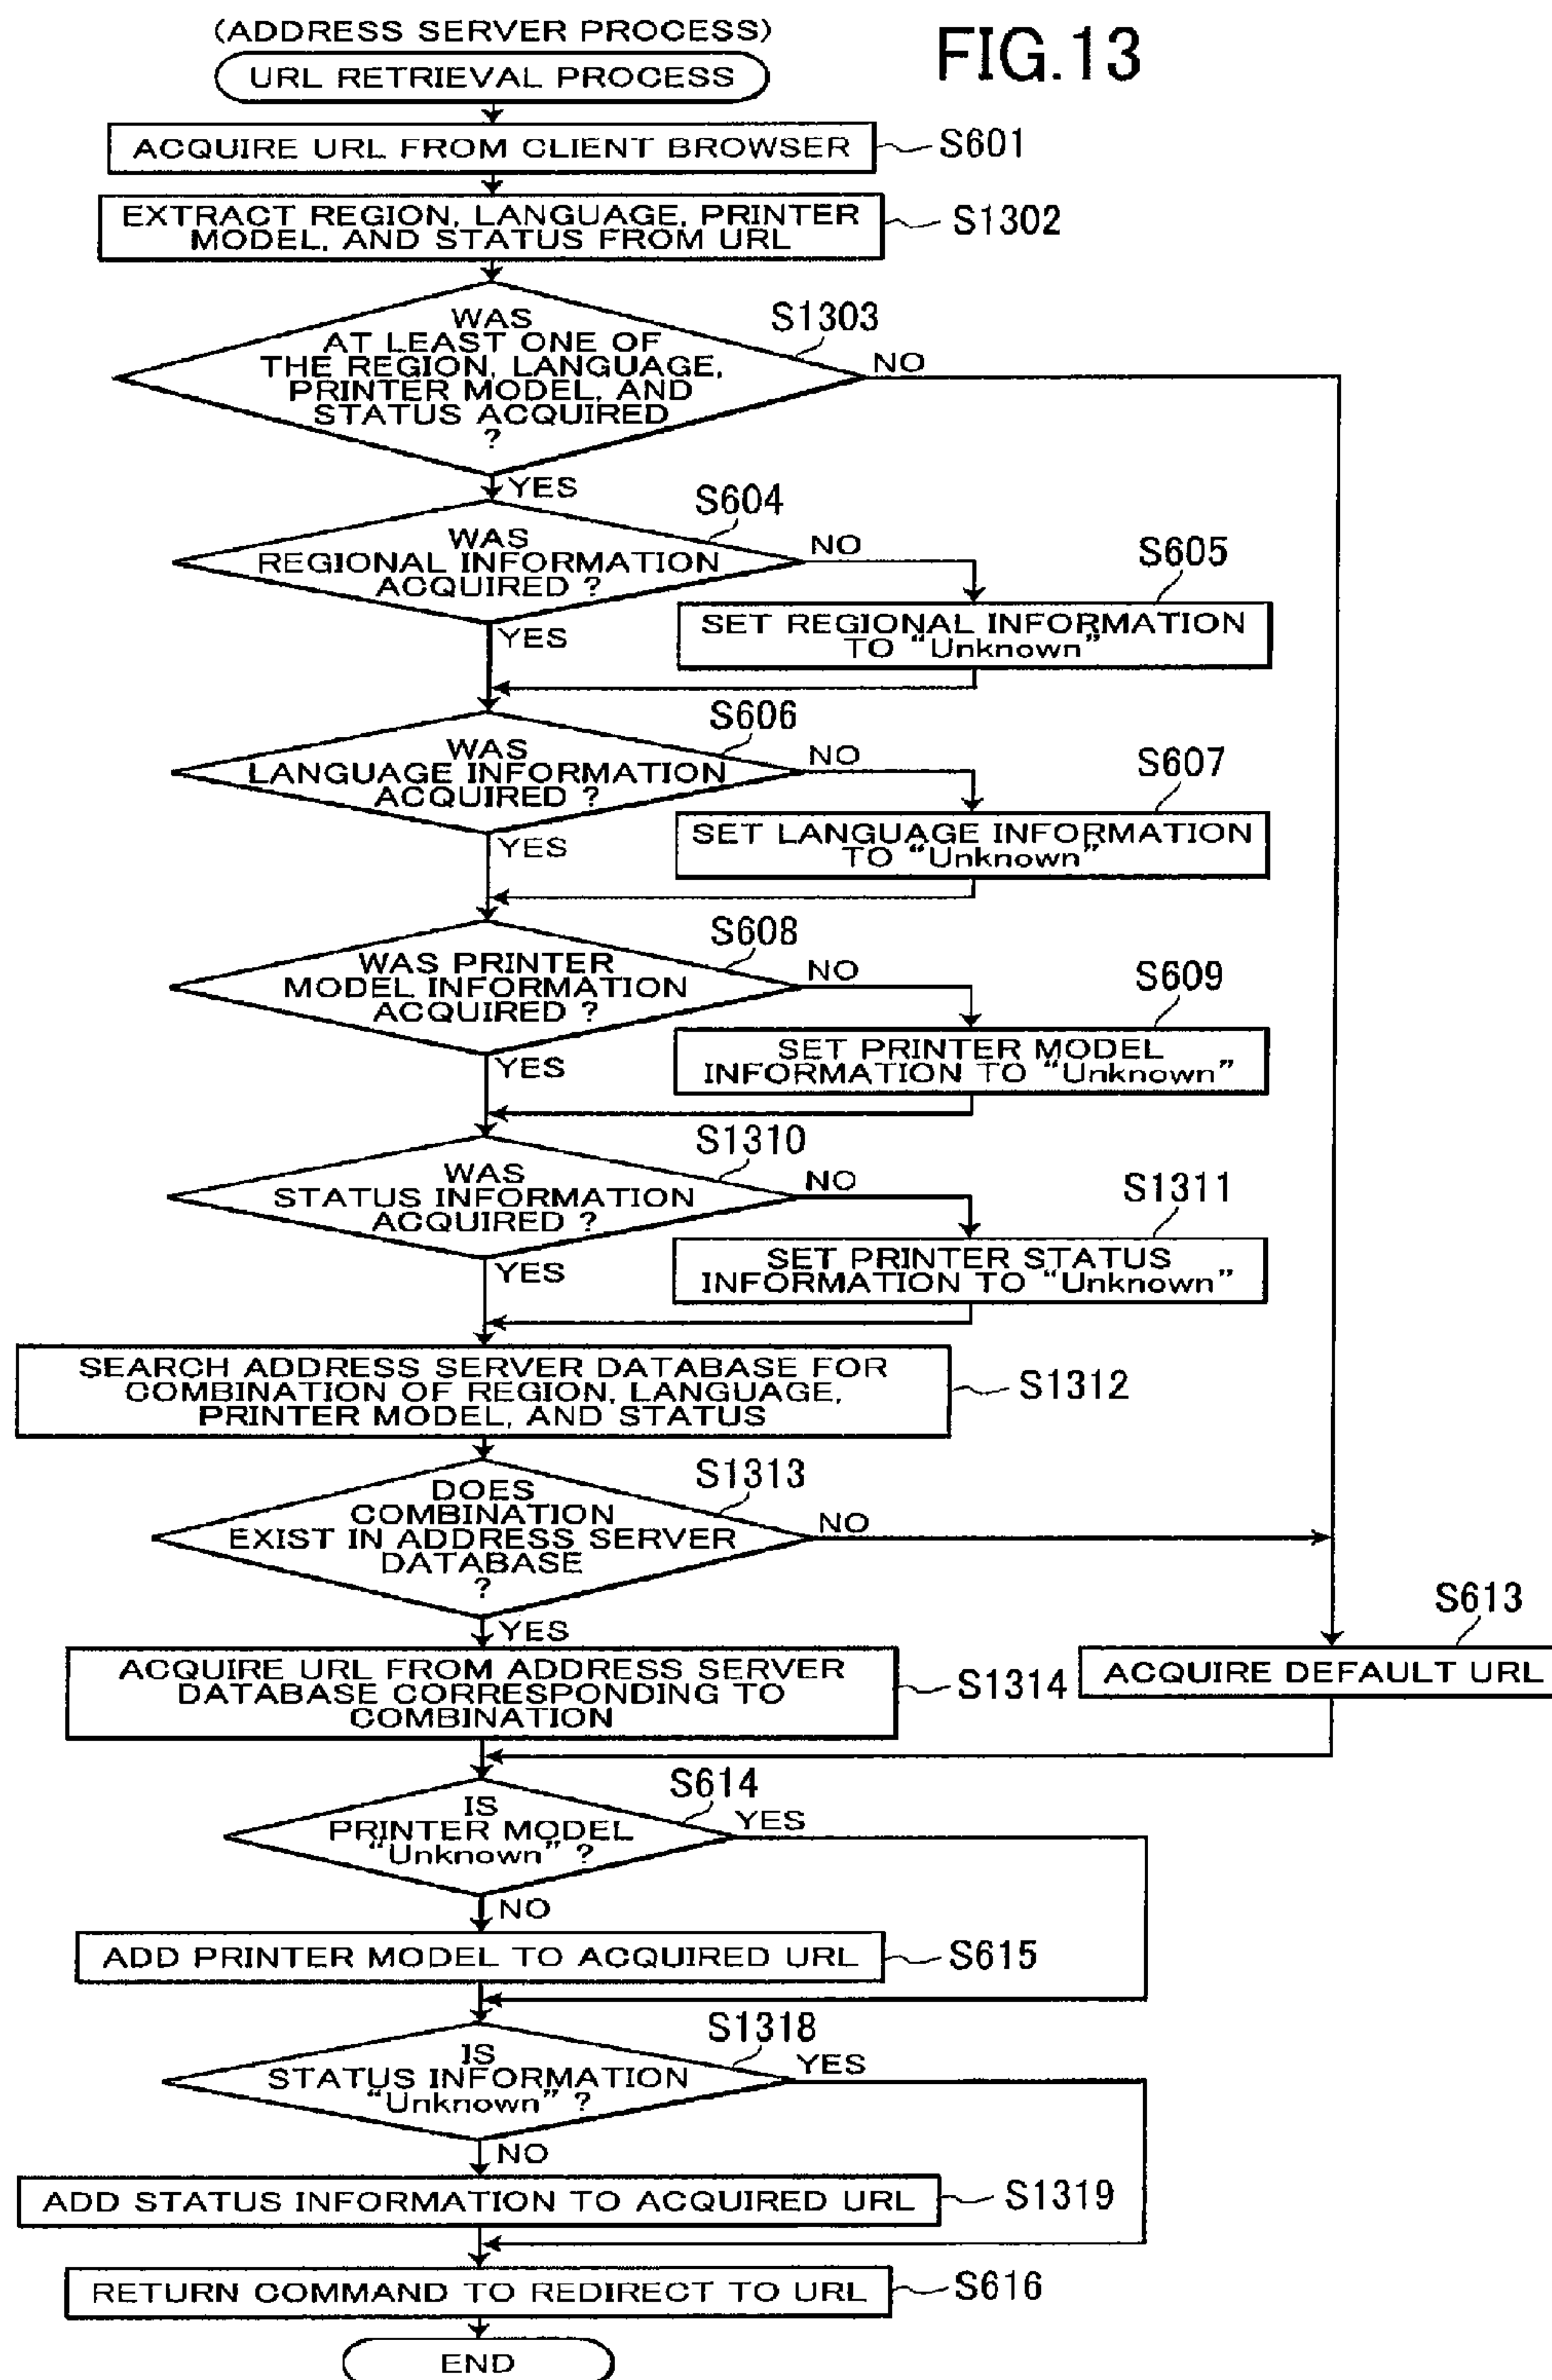 (ADDRESS SERVER PROCESS)
FIG.13
URL RETRIEVAL PROCESS
ACQUIRE URL FROM CLIENT BROWSER
S601
EXTRACT REGION, LANGUAGE, PRINTER
MODEL, AND STATUS FROM URL
S1302
WAS
AT LEAST ONE OF
THE REGION, LANGUAGE,
PRINTER MODEL, AND
STATUS ACQUIRED
?
S1303
NO
YES
WAS
REGIONAL INFORMATION
ACQUIRED ?
S604
NO
YES
SET REGIONAL INFORMATION
TO “Unknown”
S605
WAS
LANGUAGE INFORMATION
ACQUIRED ?
S606
NO
YES
SET LANGUAGE INFORMATION
TO “Unknown”
S607
WAS PRINTER
MODEL INFORMATION
ACQUIRED ?
S608
NO
YES
SET PRINTER MODEL
INFORMATION TO “Unknown”
S609
WAS
STATUS INFORMATION
ACQUIRED ?
S1310
NO
YES
SET PRINTER STATUS
INFORMATION TO “Unknown”
S1311
SEARCH ADDRESS SERVER DATABASE FOR
COMBINATION OF REGION, LANGUAGE,
PRINTER MODEL, AND STATUS
S1312
DOES
COMBINATION
EXIST IN ADDRESS SERVER
DATABASE
?
S1313
NO
YES
ACQUIRE URL FROM ADDRESS SERVER
DATABASE CORRESPONDING TO
COMBINATION
S1314
ACQUIRE DEFAULT URL
S613
IS
PRINTER MODEL
“Unknown” ?
S614
YES
NO
ADD PRINTER MODEL TO ACQUIRED URL
S615
IS
STATUS INFORMATION
“Unknown” ?
S1318
YES
NO
ADD STATUS INFORMATION TO ACQUIRED URL
S1319
RETURN COMMAND TO REDIRECT TO URL
S616
END